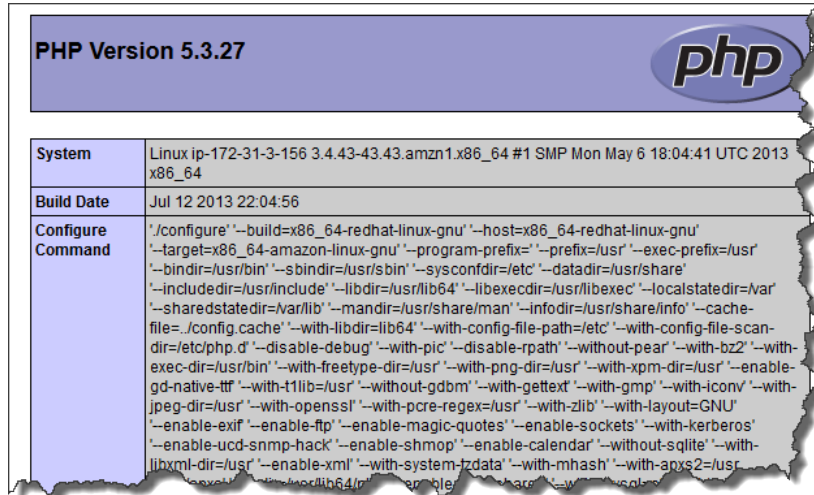 PHP Version 5.3.27
php
System
Linux ip-172-31-3-156 3.4.43-43.43.amzn1.x86_64 #1 SMP Mon May 6 18:04:41 UTC 2013
x86_64
Build Date
Jul 12 2013 22:04:56
Configure
Command
'./configure' '--build=x86_64-redhat-linux-gnu' '--host=x86_64-redhat-linux-gnu'
'--target=x86_64-amazon-linux-gnu' '--program-prefix=' '--prefix=/usr' '--exec-prefix=/usr'
'--bindir=/usr/bin' '--sbindir=/usr/sbin' '--sysconfdir=/etc' '--datadir=/usr/share'
'--includedir=/usr/include' '--libdir=/usr/lib64' '--libexecdir=/usr/libexec' '--localstatedir=/var'
'--sharedstatedir=/var/lib' '--mandir=/usr/share/man' '--infodir=/usr/share/info' '--cache-
file=../config.cache' '--with-libdir=lib64' '--with-config-file-path=/etc' '--with-config-file-scan-
dir=/etc/php.d' '--disable-debug' '--with-pic' '--disable-rpath' '--without-pear' '--with-bz2' '--with-
exec-dir=/usr/bin' '--with-freetype-dir=/usr' '--with-png-dir=/usr' '--with-xpm-dir=/usr' '--enable-
gd-native-ttf' '--with-t1lib=/usr' '--without-gdbm' '--with-gettext' '--with-gmp' '--with-iconv' '--with-
jpeg-dir=/usr' '--with-openssl' '--with-pcre-regex=/usr' '--with-zlib' '--with-layout=GNU'
'--enable-exif' '--enable-ftp' '--enable-magic-quotes' '--enable-sockets' '--with-kerberos'
'--enable-ucd-snmp-hack' '--enable-shmop' '--enable-calendar' '--without-sqlite' '--with-
libxml-dir=/usr' '--enable-xml' '--with-system-tzdata' '--with-mhash' '--with-apxs2=/usr